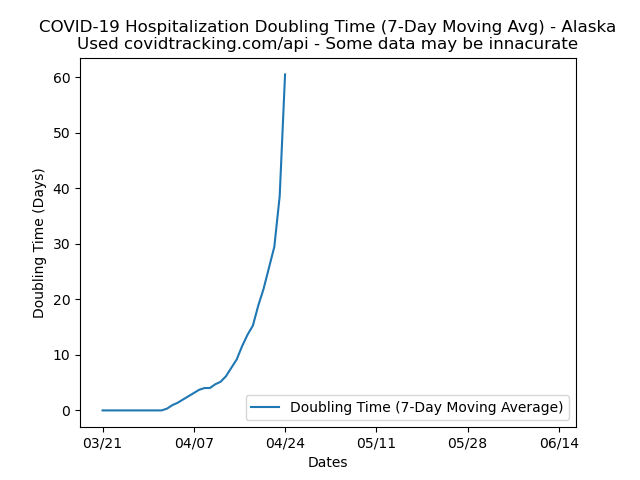 COVID-19 Hospitalization Doubling Time (7-Day Moving Avg) - Alaska
Used covidtracking.com/api - Some data may be innacurate
60
50
40
30
20
10
0
Doubling Time (Days)
Doubling Time (7-Day Moving Average)
03/21 04/07 04/24 05/11 05/28 06/14
Dates